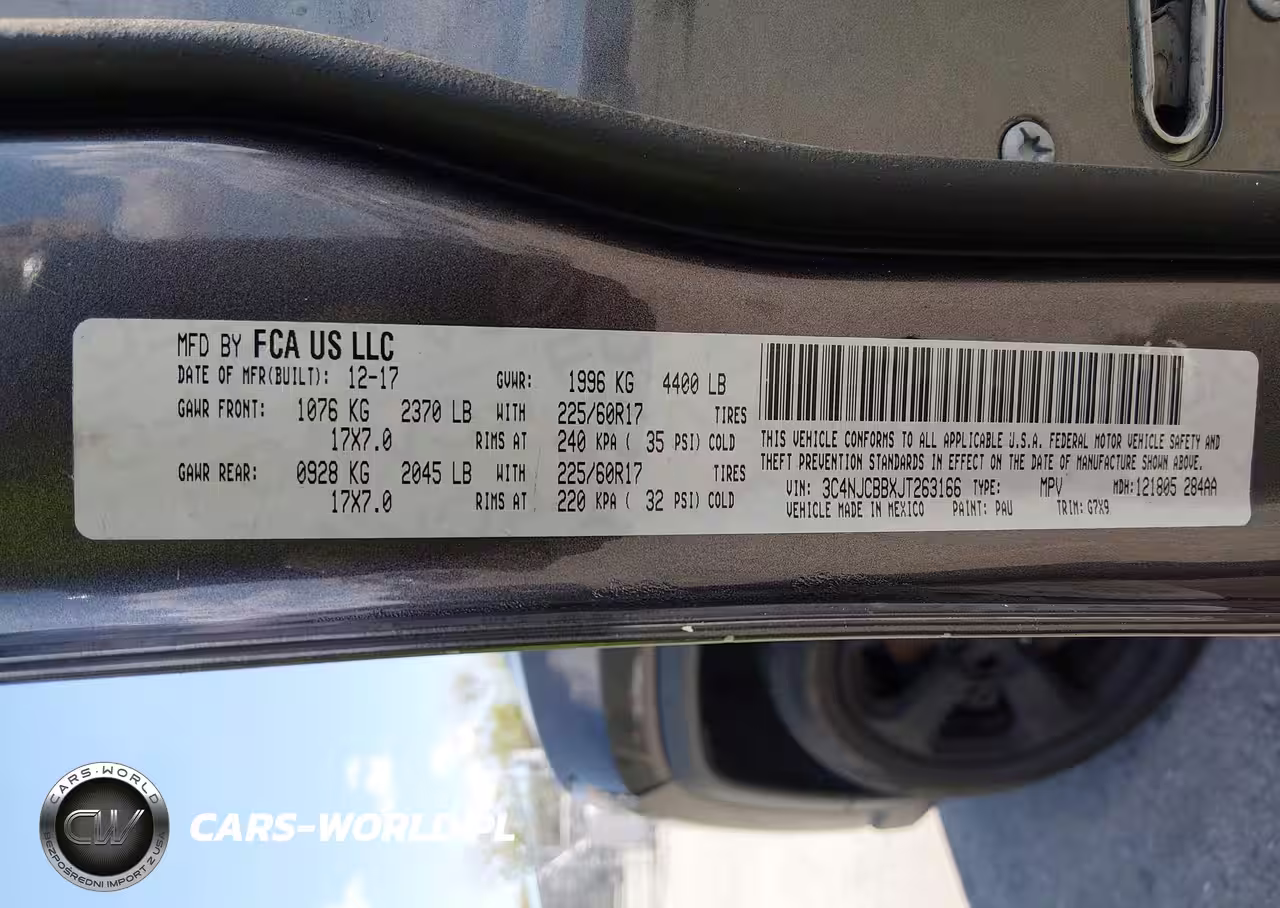 MFD BY FCA US LLC
DATE OF MFR(BUILT): 12-17 GVWR: 1996 KG 4400 LB
GAWR FRONT: 1076 KG 2370 LB WITH 225/60R17 TIRES
17X7.0 RIMS AT 240 KPA ( 35 PSI) COLD
GAWR REAR: 0928 KG 2045 LB WITH 225/60R17 TIRES
17X7.0 RIMS AT 220 KPA ( 32 PSI) COLD
THIS VEHICLE CONFORMS TO ALL APPLICABLE U.S.A. FEDERAL MOTOR VEHICLE SAFETY AND
THEFT PREVENTION STANDARDS IN EFFECT ON THE DATE OF MANUFACTURE SHOWN ABOVE.
VIN: 3C4NJCBBXJT263166 TYPE: MPV MDH:121805 284AA
VEHICLE MADE IN MEXICO PAINT: PAU TRIM: G7X9
CARS-WORLD
CW
BEZPOŚREDNI IMPORT Z USA
CARS-WORLD.PL